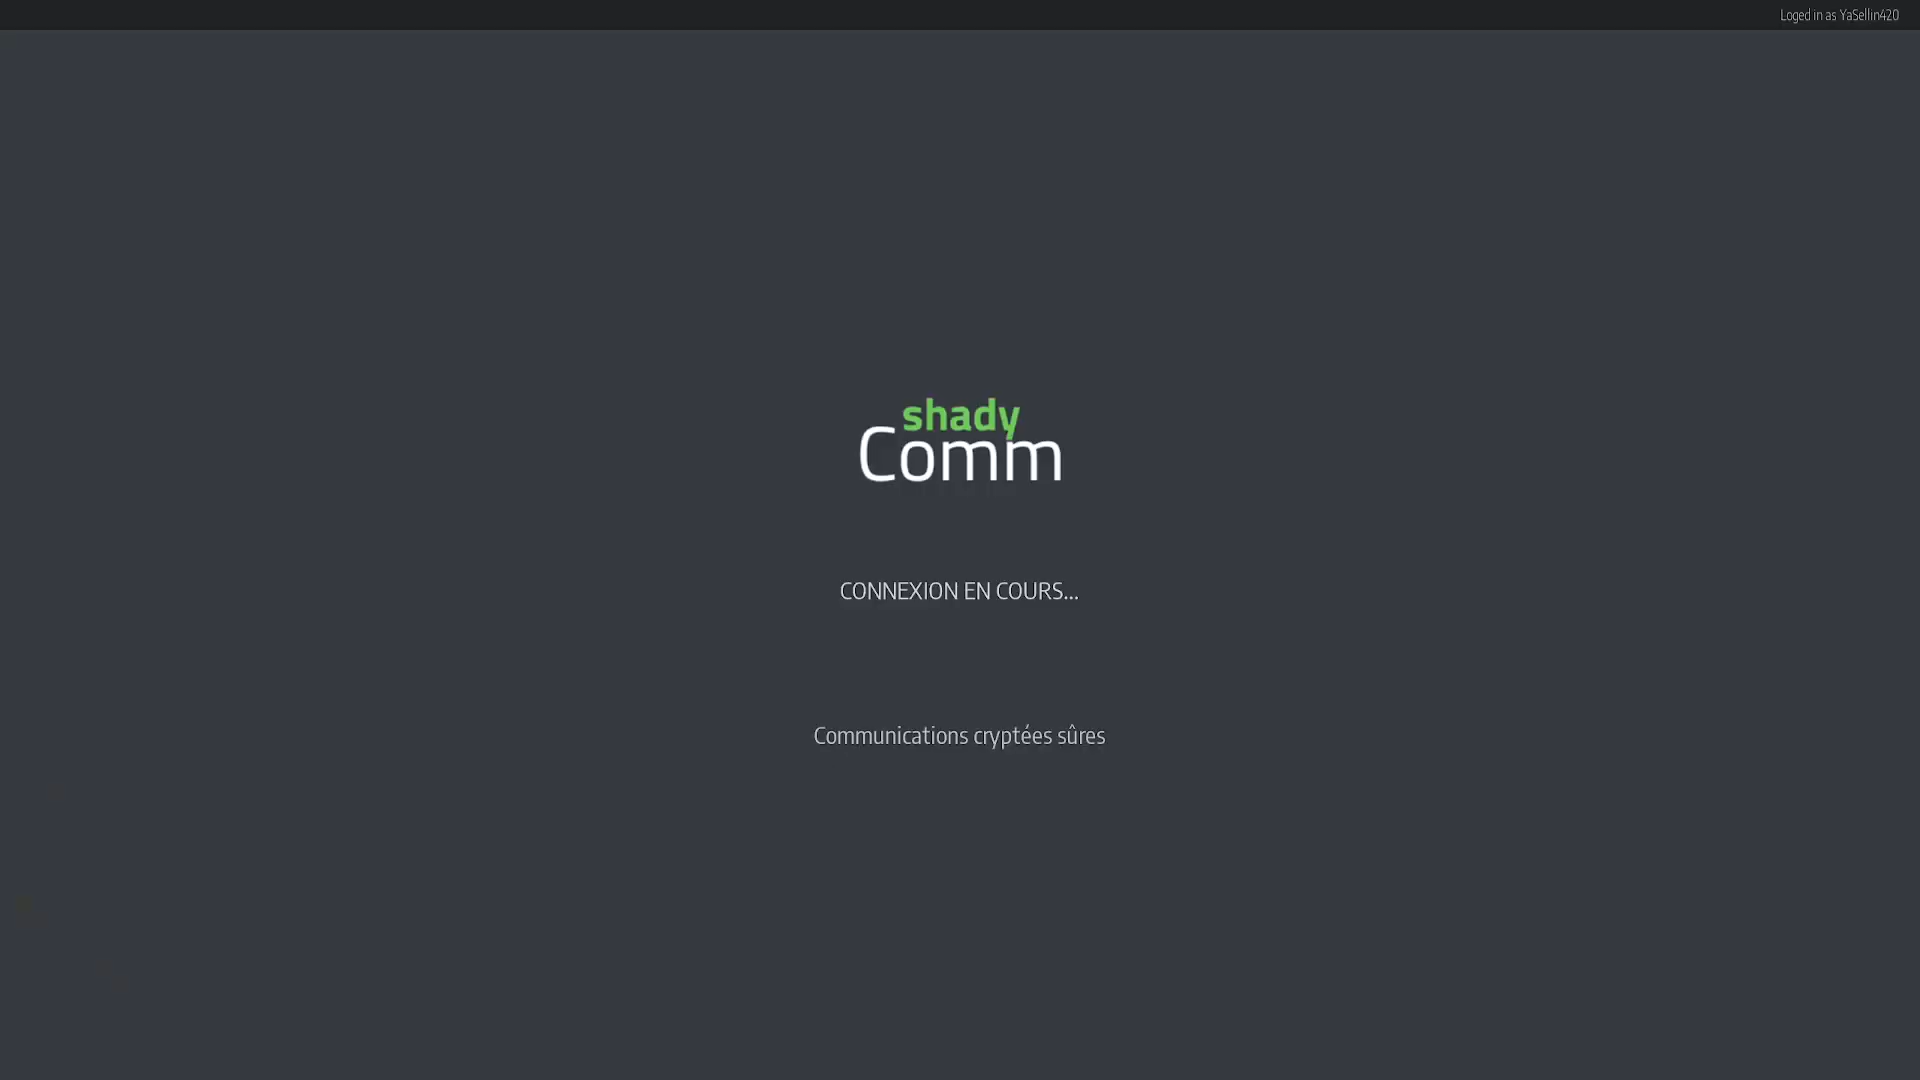 Loged in as YaSellin420
shady
Comm
CONNEXION EN COURS...
Communications cryptées sûres